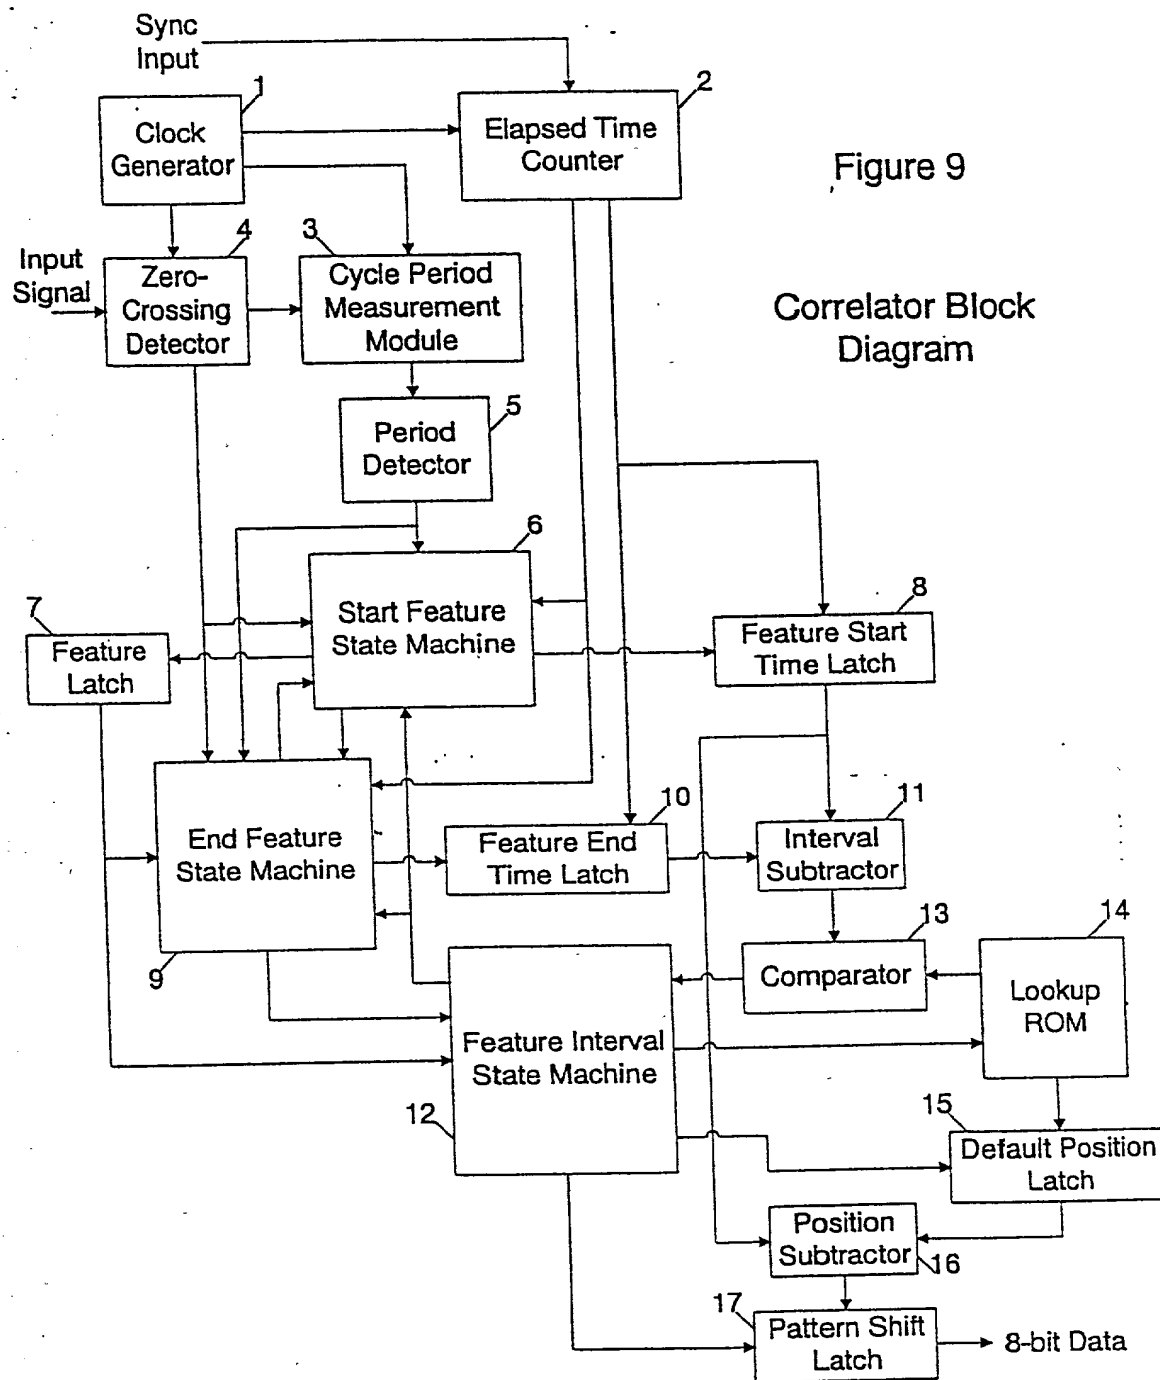 Sync
Input
1
Clock
Generator
2
Elapsed Time
Counter
Figure 9
Input
Signal
4
Zero-
Crossing
Detector
3
Cycle Period
Measurement
Module
Correlator Block
Diagram
5
Period
Detector
6
Start Feature
State Machine
7
Feature
Latch
8
Feature Start
Time Latch
End Feature
State Machine
9
10
Feature End
Time Latch
11
Interval
Subtractor
13
Comparator
14
Lookup
ROM
Feature Interval
State Machine
12
15
Default Position
Latch
Position
Subtractor
16
17
Pattern Shift
Latch
8-bit Data